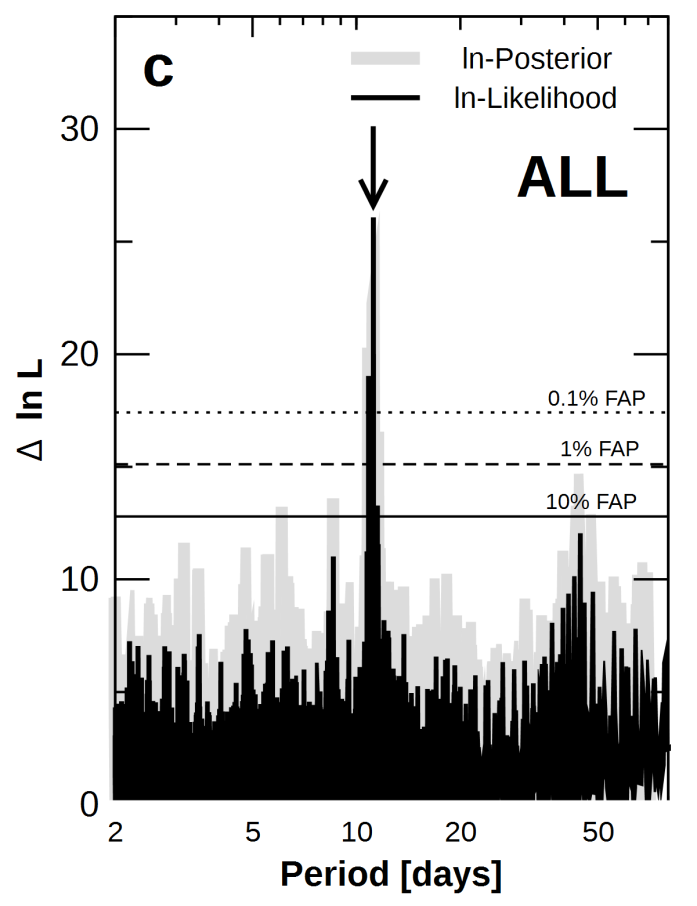 c
ln-Posterior
ln-Likelihood
ALL
30
20
10
0
Δ ln L
0.1% FAP
1% FAP
10% FAP
2 5 10 20 50
Period [days]